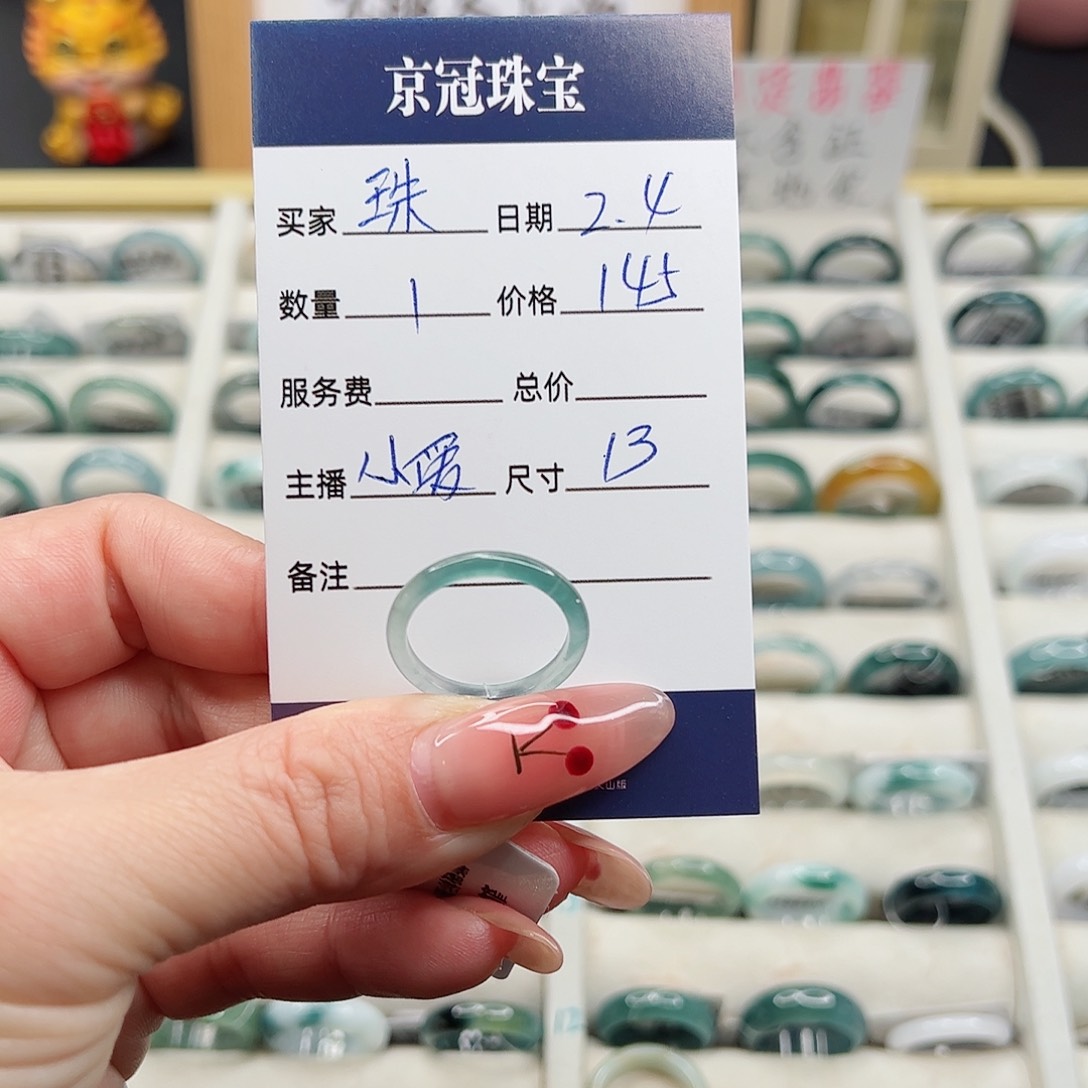 京冠珠宝
买家 珠 日期 2.4
数量 1 价格 145
服务费 总价
主播 小爱 尺寸 13
备注